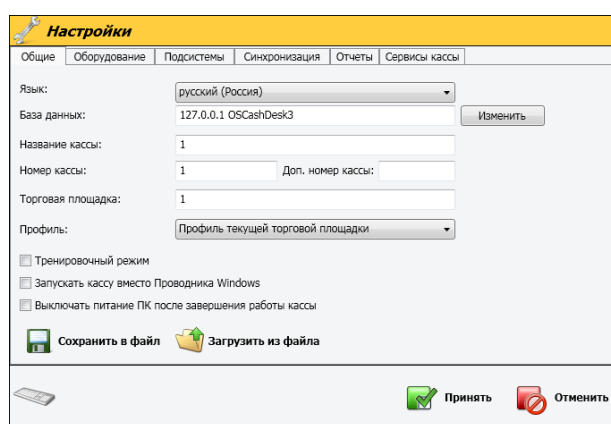 Настройки
Общие Оборудование Подсистемы Синхронизация Отчеты Сервисы кассы
Язык: русский (Россия)
База данных: 127.0.0.1 OSCashDesk3 Изменить
Название кассы: 1
Номер кассы: 1 Доп. номер кассы:
Торговая площадка: 1
Профиль: Профиль текущей торговой площадки
Тренировочный режим
Запускать кассу вместо Проводника Windows
Выключать питание ПК после завершения работы кассы
Сохранить в файл Загрузить из файла
Принять Отменить